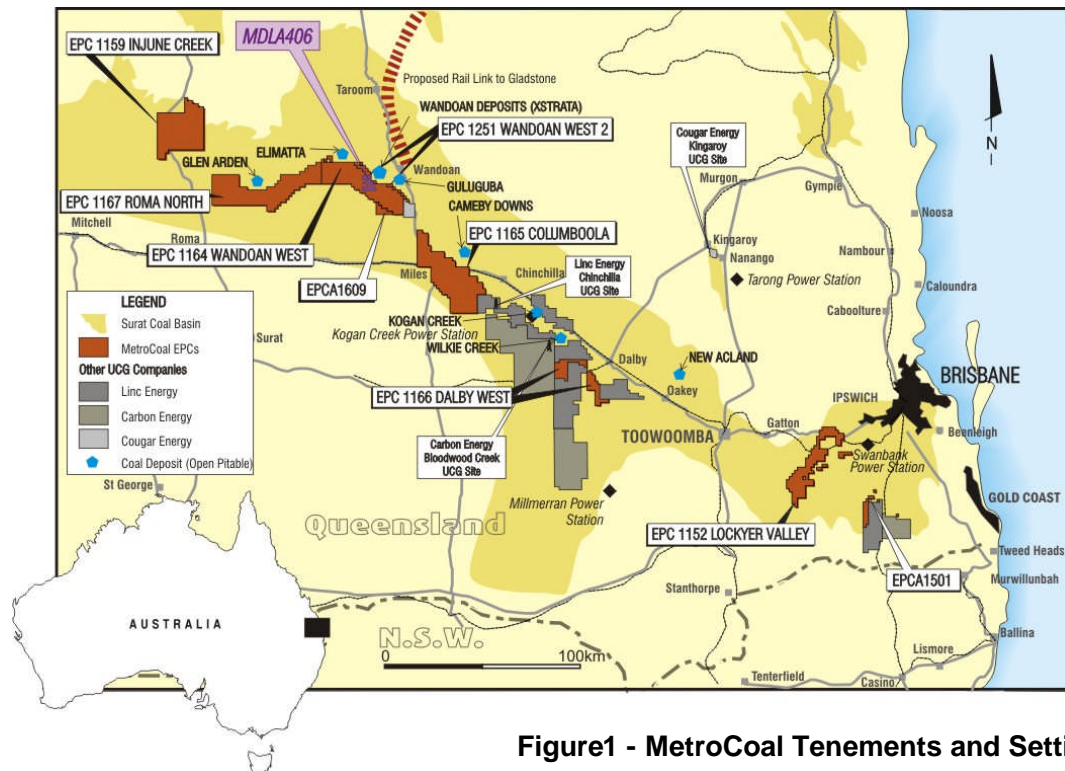 EPC 1159 INJUNE CREEK
MDLA406
Proposed Rail Link to Gladstone
Taroom
WANDOAN DEPOSITS (XSTRATA)
EPC 1251 WANDOAN WEST 2
ELIMATTA
GLEN ARDEN
Wandoan
GULUGUBA
EPC 1167 ROMA NORTH
CAMEBY DOWNS
Mitchell
Roma
EPC 1164 WANDOAN WEST
EPC 1165 COLUMBOOLA
EPCA1609
Miles
Chinchilla
Linc Energy
Chinchilla
UCG Site
Cougar Energy
Kingaroy
UCG Site
Murgon
Gympie
Kingaroy
Nanango
Tarong Power Station
Noosa
Nambour
Caloundra
Caboolture
N
LEGEND
Surat Coal Basin
MetroCoal EPCs
Other UCG Companies
Linc Energy
Carbon Energy
Cougar Energy
Coal Deposit (Open Pitable)
Surat
KOGAN CREEK
Kogan Creek Power Station
WILKIE CREEK
Dalby
NEW ACLAND
Oakey
EPC 1166 DALBY WEST
Carbon Energy
Bloodwood Creek
UCG Site
TOOWOOMBA
Gatton
IPSWICH
BRISBANE
Beenleigh
Swanbank
Power Station
Millmerran Power
Station
EPC 1152 LOCKYER VALLEY
GOLD COAST
EPCA1501
Tweed Heads
Murwillunbah
St George
Queensland
Stanthorpe
Ballina
N.S.W.
0
100km
Lismore
Tenterfield
Casino
AUSTRALIA
Figure1 - MetroCoal Tenements and Setti